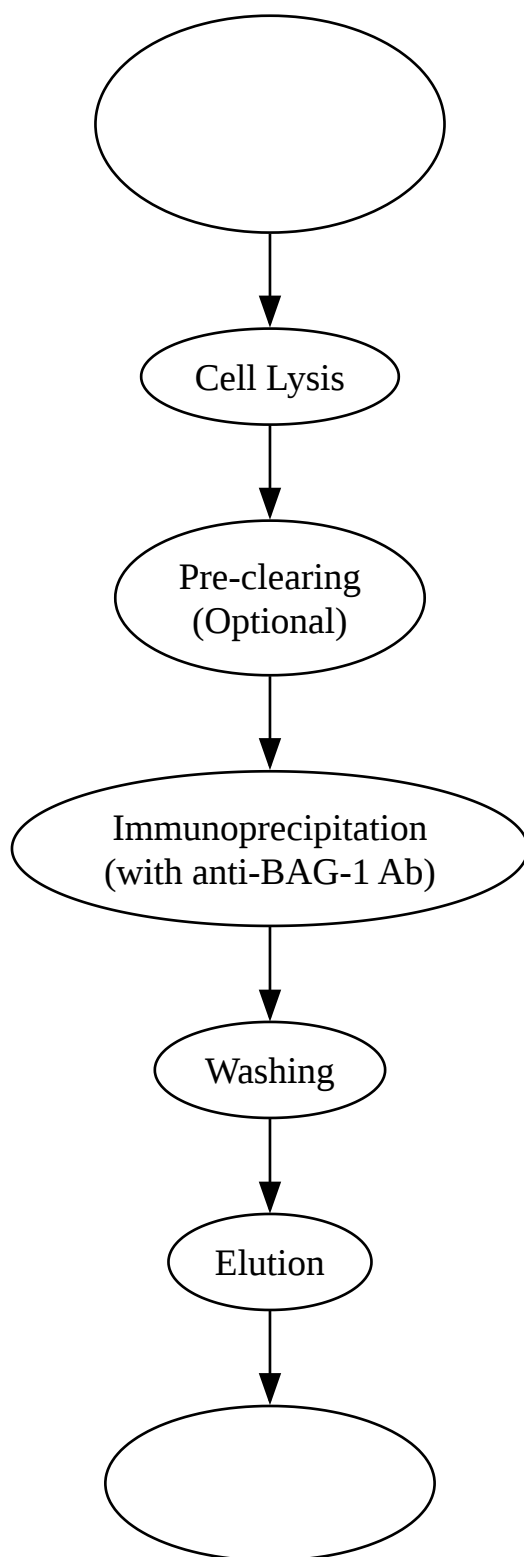 Cell Lysis
Pre-clearing
(Optional)
Immunoprecipitation
(with anti-BAG-1 Ab)
Washing
Elution